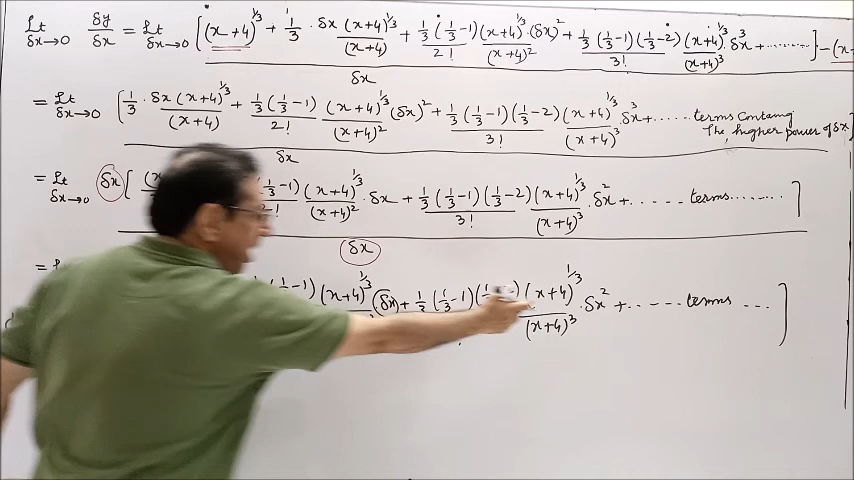 Lt δx→0 δy/δx = Lt δx→0 [(x+4)^1/3 + 1/3 · δx (x+4)^1/3/(x+4) + 1/3 (1/3 -1)/2! (x+4)^1/3/(x+4)^2 · (δx)^2 + 1/3 (1/3 -1)(1/3 -2)/3! (x+4)^1/3/(x+4)^3 · δx^3 + ........ ] - (x
δx
= Lt δx→0 [1/3 · δx (x+4)^1/3/(x+4) + 1/3 (1/3 -1)/2! (x+4)^1/3/(x+4)^2 (δx)^2 + 1/3 (1/3 -1)(1/3 -2)/3! (x+4)^1/3/(x+4)^3 · δx^3 + ...... terms Containg The higher power of δx]
δx
= Lt δx→0 δx [ (x 1/3 -1)/2! (x+4)^1/3/(x+4)^2 · δx + 1/3 (1/3 -1)(1/3 -2)/3! (x+4)^1/3/(x+4)^3 · δx^2 + ..... terms....... ]
δx
= (1/3 -1) (x+4)^1/3 (δx) + 1/3 (1/3 -1) (x+4)^1/3/(x+4)^3 · δx^2 + ..... terms ... ]